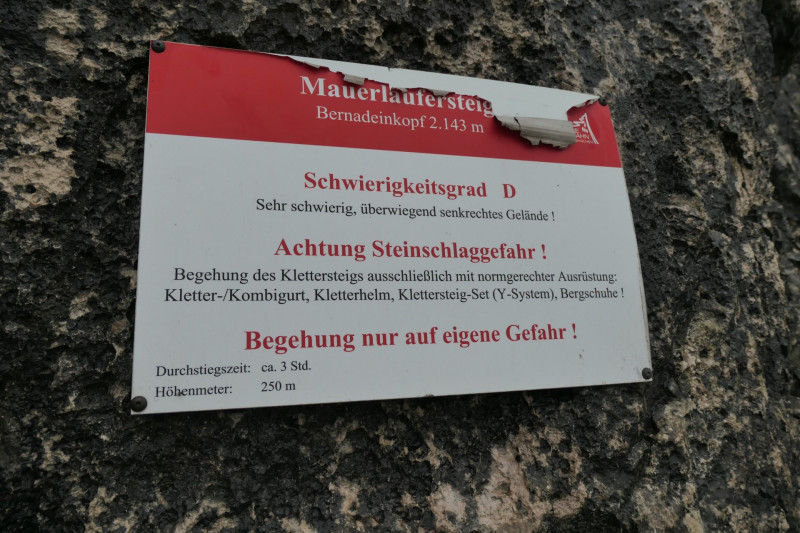 Mauerläufersteig
Bernadeinkopf 2.143 m
Schwierigkeitsgrad D
Sehr schwierig, überwiegend senkrechtes Gelände !
Achtung Steinschlaggefahr !
Begehung des Klettersteigs ausschließlich mit normgerechter Ausrüstung:
Kletter-/Kombigurt, Kletterhelm, Klettersteig-Set (Y-System), Bergschuhe !
Begehung nur auf eigene Gefahr !
Durchstiegszeit: ca. 3 Std.
Höhenmeter: 250 m